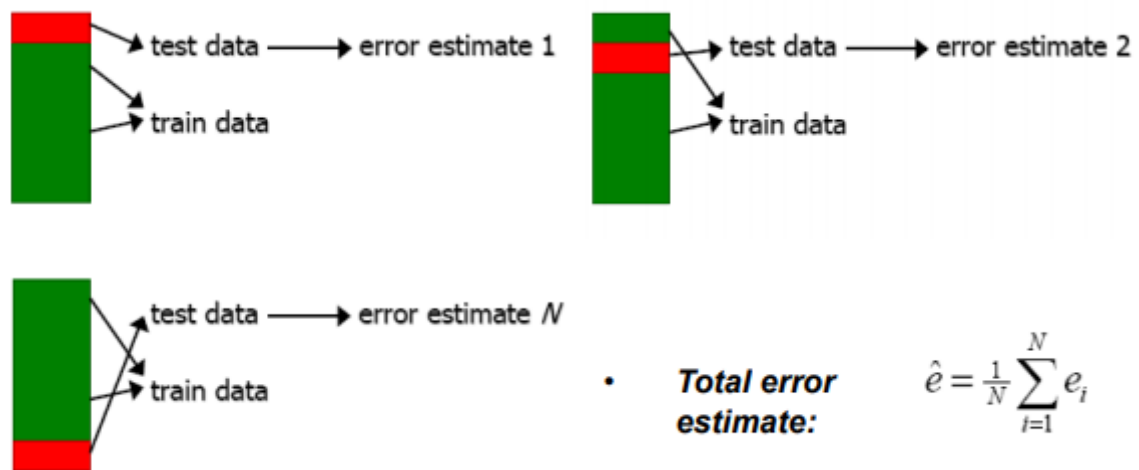 test data → error estimate 1
train data
test data → error estimate 2
train data
test data → error estimate N
train data
• Total error estimate:
ê = 1/N ∑_{i=1}^{N} e_i